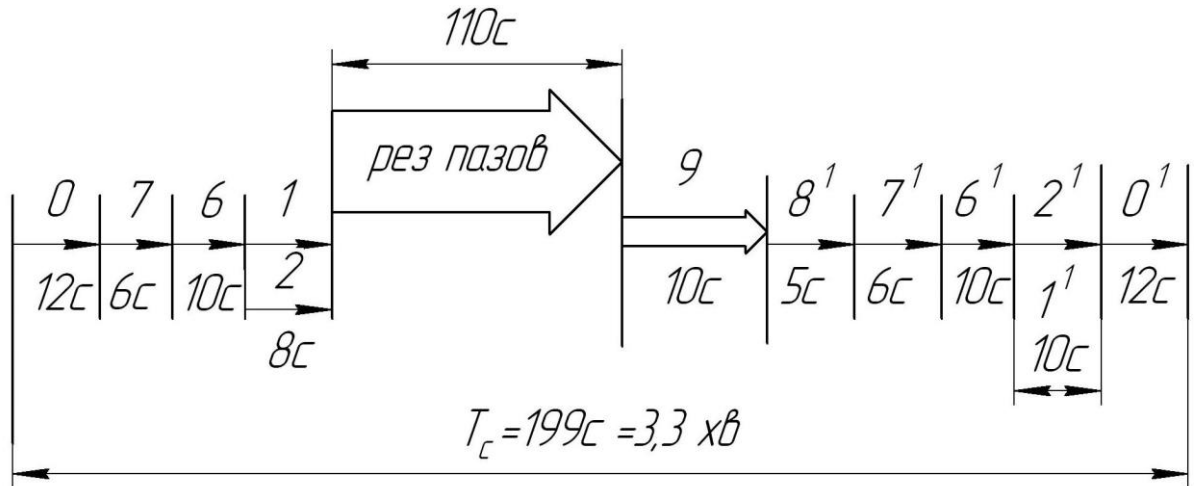 110с
рез пазов
0 7 6 1 9 8¹ 7¹ 6¹ 2¹ 0¹
12с 6с 10с 2 10с 5с 6с 10с 1¹ 12с
8с 10с
Tс=199с=3,3 хв